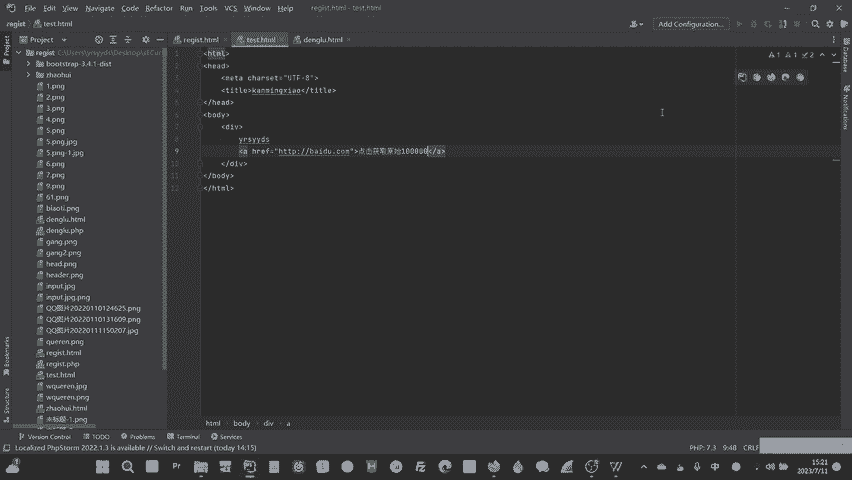 File Edit View Navigate Code Refactor Run Tools VCS Window Help regist.html - test.html
regist test.html Add Configuration...
Project regist.html test.html denglu.html
regist
bootstrap-3.4.1-dist
zhaohui
1.png
2.png
3.png
4.png
5.png
5.png.jpg
5.png-1.jpg
6.png
7.png
9.png
61.png
biaoti.png
denglu.html
denglu.php
gang.png
gang2.png
head.png
header.png
input.jpg
input.jpg.png
QQ图片20220110124625.png
QQ图片20220110131609.png
QQ图片20220111150207.jpg
queren.png
regist.html
regist.php
test.html
wqueren.jpg
wqueren.png
zhaohui.html
未标题-1.png
1 <html>
2 <head>
3 <meta charset="UTF-8">
4 <title>kanmingxiao</title>
5 </head>
6 <body>
7 <div>
8 yrsyyds
9 <a href="http://baidu.com">点击获取原始100000</a>
10 </div>
11 </body>
12 </html>
1 1 2
Project
Bookmarks
Structure
Database
Notifications
html body div a
Version Control TODO Problems Terminal Services
Localized PhpStorm 2022.1.3 is available // Switch and restart (today 14:15) PHP: 7.3 9:48 CRLF
中 15:21
2023/7/11